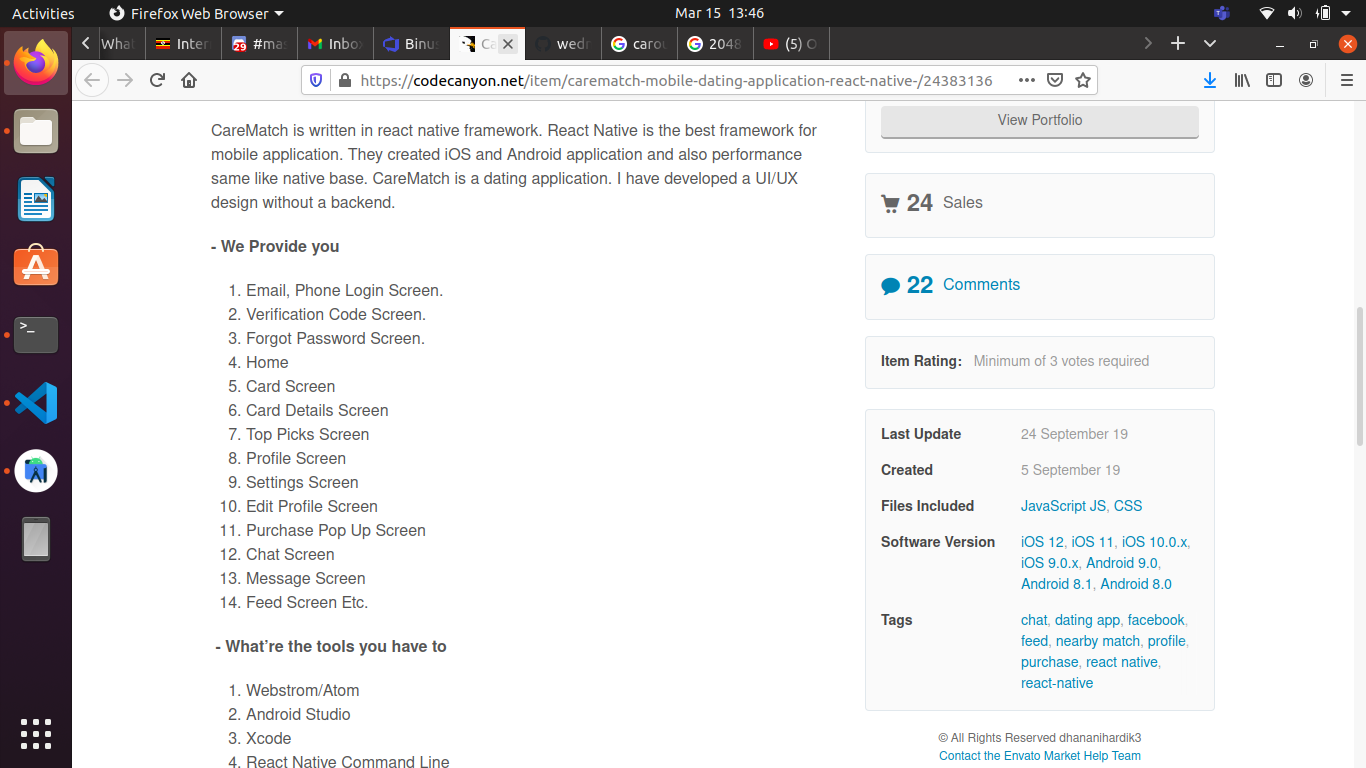 Activities
Firefox Web Browser
Mar 15 13:46
What
Inter
#mas
Inbo
Binus
Ca
wedr
carou
2048
(5) O
https://codecanyon.net/item/carematch-mobile-dating-application-react-native-/24383136
CareMatch is written in react native framework. React Native is the best framework for
mobile application. They created iOS and Android application and also performance
same like native base. CareMatch is a dating application. I have developed a UI/UX
design without a backend.
- We Provide you
1. Email, Phone Login Screen.
2. Verification Code Screen.
3. Forgot Password Screen.
4. Home
5. Card Screen
6. Card Details Screen
7. Top Picks Screen
8. Profile Screen
9. Settings Screen
10. Edit Profile Screen
11. Purchase Pop Up Screen
12. Chat Screen
13. Message Screen
14. Feed Screen Etc.
- What’re the tools you have to
1. Webstrom/Atom
2. Android Studio
3. Xcode
4. React Native Command Line
View Portfolio
24 Sales
22 Comments
Item Rating: Minimum of 3 votes required
Last Update 24 September 19
Created 5 September 19
Files Included JavaScript JS, CSS
Software Version iOS 12, iOS 11, iOS 10.0.x,
iOS 9.0.x, Android 9.0,
Android 8.1, Android 8.0
Tags chat, dating app, facebook,
feed, nearby match, profile,
purchase, react native,
react-native
© All Rights Reserved dhananihardik3
Contact the Envato Market Help Team